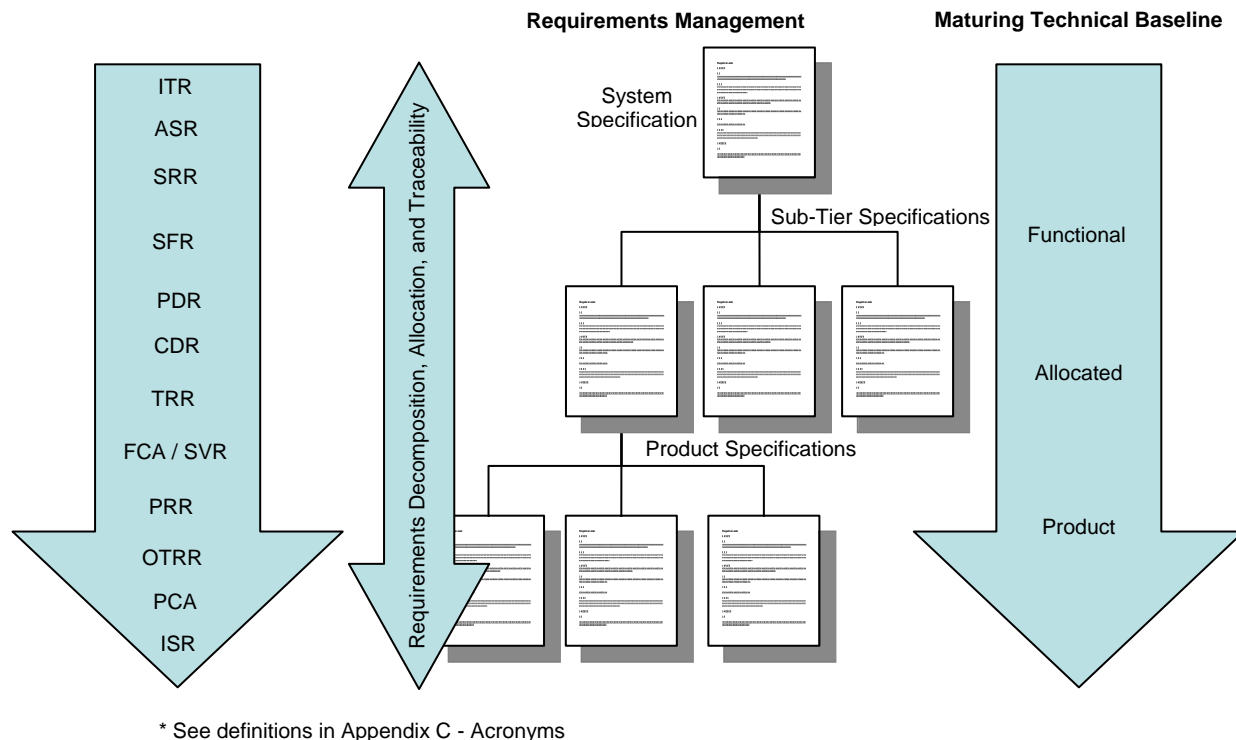 Requirements Management
Maturing Technical Baseline
ITR
ASR
SRR
SFR
PDR
CDR
TRR
FCA / SVR
PRR
OTRR
PCA
ISR
Requirements Decomposition, Allocation, and Traceability
System
Specification
Sub-Tier Specifications
Product Specifications
Functional
Allocated
Product
* See definitions in Appendix C - Acronyms